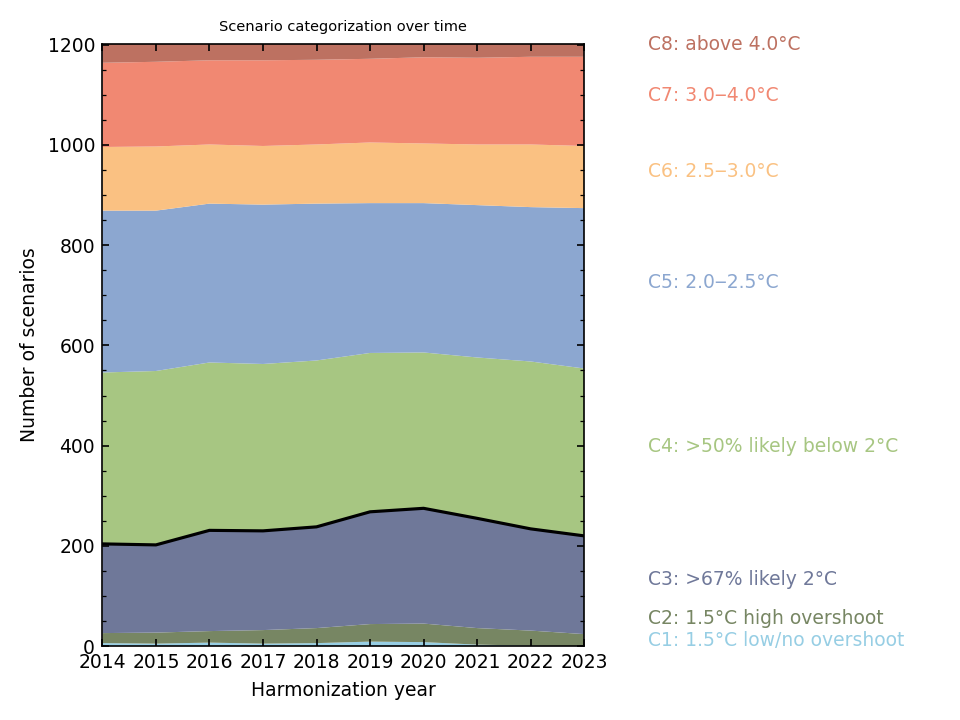 Scenario categorization over time
1200
1000
800
600
400
200
0
Number of scenarios
2014 2015 2016 2017 2018 2019 2020 2021 2022 2023
Harmonization year
C8: above 4.0°C
C7: 3.0−4.0°C
C6: 2.5−3.0°C
C5: 2.0−2.5°C
C4: >50% likely below 2°C
C3: >67% likely 2°C
C2: 1.5°C high overshoot
C1: 1.5°C low/no overshoot